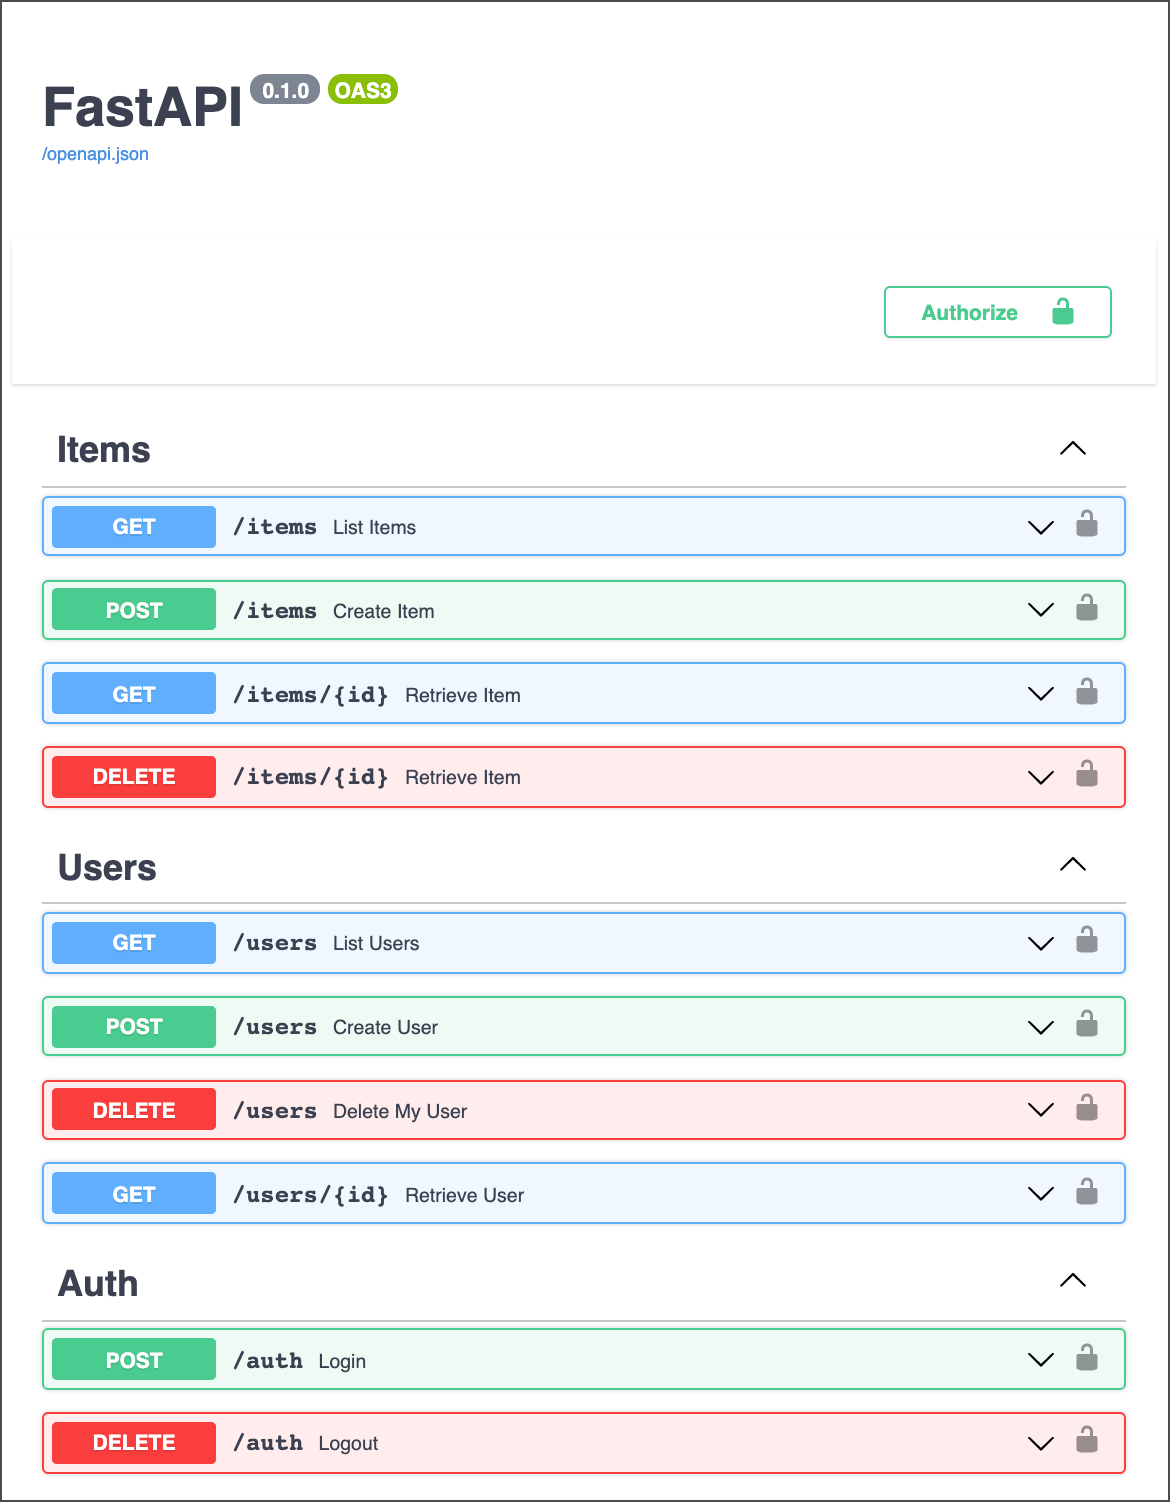 FastAPI 0.1.0 OAS3
/openapi.json
Authorize
Items
GET /items List Items
POST /items Create Item
GET /items/{id} Retrieve Item
DELETE /items/{id} Retrieve Item
Users
GET /users List Users
POST /users Create User
DELETE /users Delete My User
GET /users/{id} Retrieve User
Auth
POST /auth Login
DELETE /auth Logout